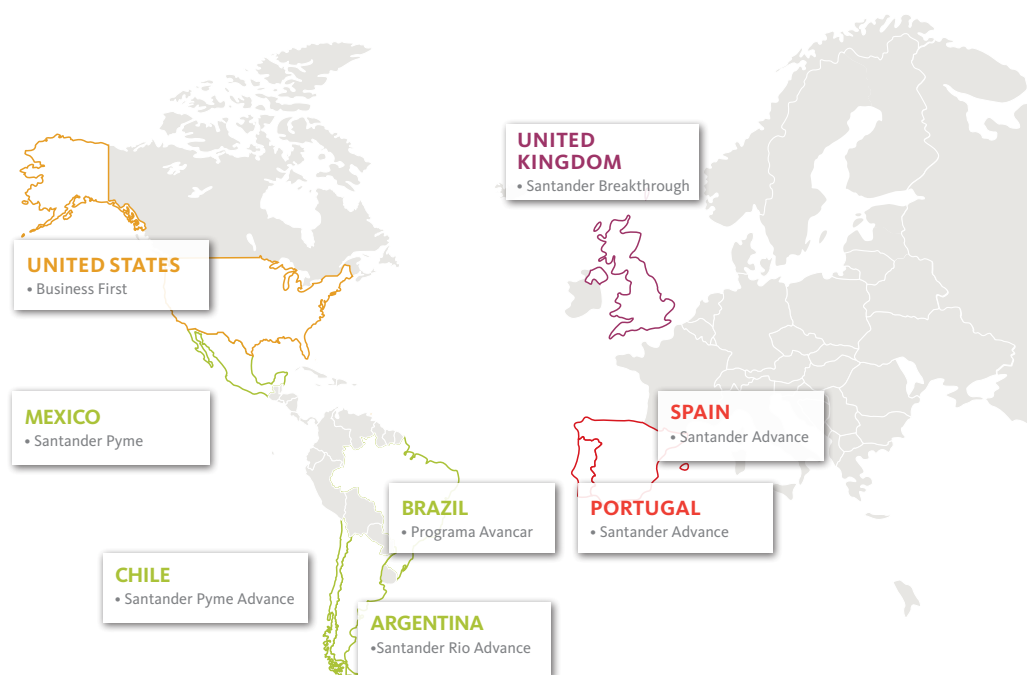 UNITED
KINGDOM
• Santander Breakthrough
UNITED STATES
• Business First
MEXICO
• Santander Pyme
SPAIN
• Santander Advance
BRAZIL
• Programa Avancar
PORTUGAL
• Santander Advance
CHILE
• Santander Pyme Advance
ARGENTINA
•Santander Rio Advance